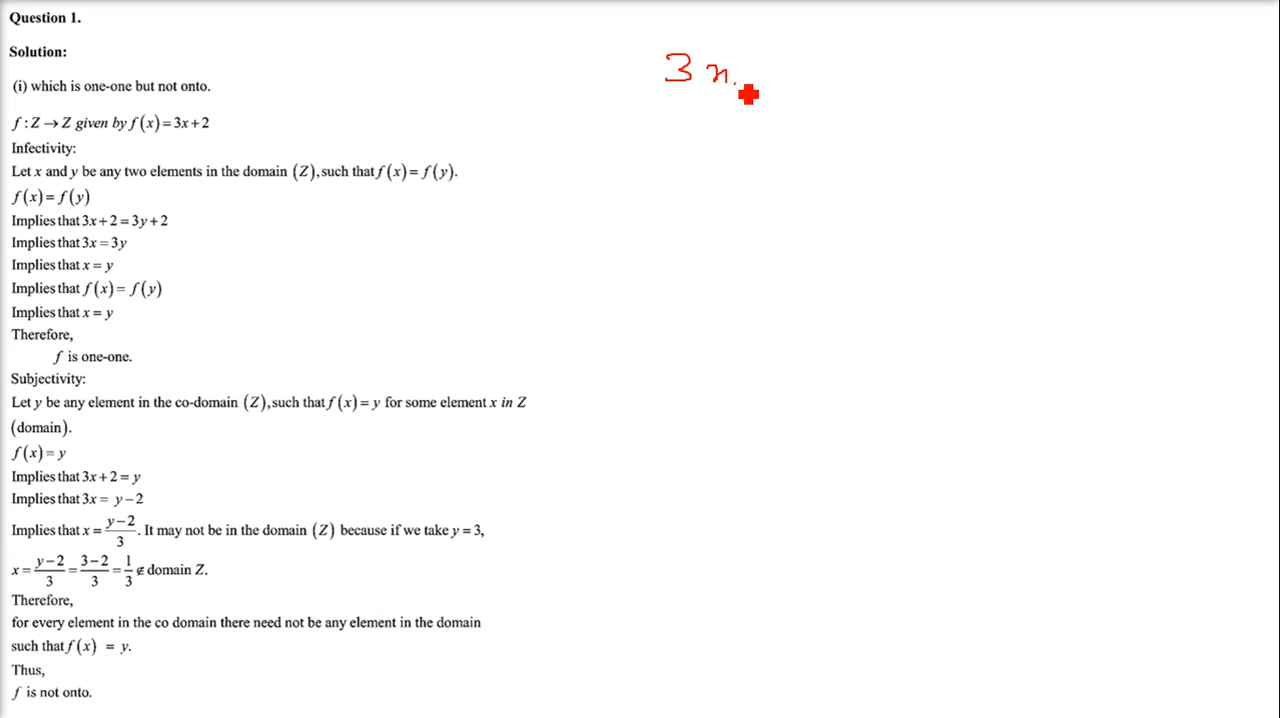 Question 1.
Solution:
(i) which is one-one but not onto.
f : Z → Z given by f(x) = 3x + 2
Infectivity:
Let x and y be any two elements in the domain (Z), such that f(x) = f(y).
f(x) = f(y)
Implies that 3x + 2 = 3y + 2
Implies that 3x = 3y
Implies that x = y
Implies that f(x) = f(y)
Implies that x = y
Therefore,
f is one-one.
Subjectivity:
Let y be any element in the co-domain (Z), such that f(x) = y for some element x in Z
(domain).
f(x) = y
Implies that 3x + 2 = y
Implies that 3x = y − 2
Implies that x = (y−2)/3. It may not be in the domain (Z) because if we take y = 3,
x = (y−2)/3 = (3−2)/3 = 1/3 ∉ domain Z.
Therefore,
for every element in the co domain there need not be any element in the domain
such that f(x) = y.
Thus,
f is not onto.
3